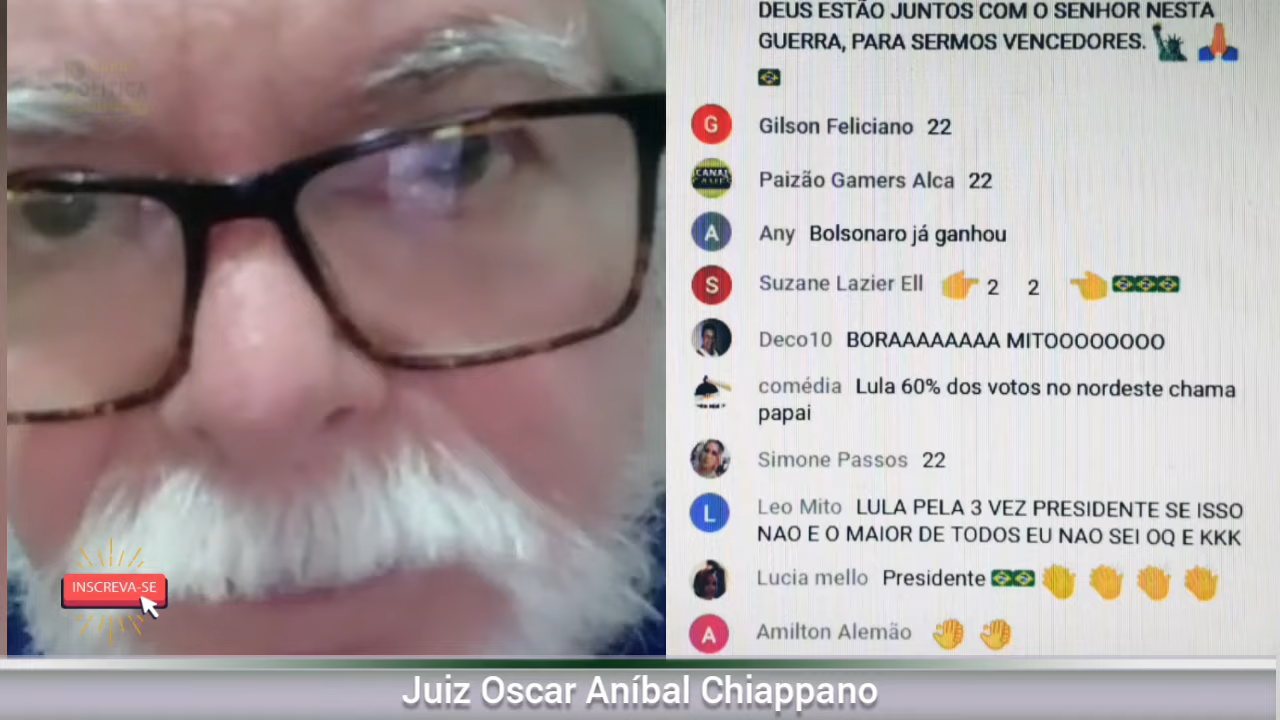 DEUS ESTÃO JUNTOS COM O SENHOR NESTA
GUERRA, PARA SERMOS VENCEDORES.
G Gilson Feliciano 22
CANAL Paizão Gamers Alca 22
A Any Bolsonaro já ganhou
S Suzane Lazier Ell 2 2
Deco10 BORAAAAAAAA MITOOOOOOOO
comédia Lula 60% dos votos no nordeste chama
papai
Simone Passos 22
L Leo Mito LULA PELA 3 VEZ PRESIDENTE SE ISSO
NAO E O MAIOR DE TODOS EU NAO SEI OQ E KKK
Lucia mello Presidente
A Amilton Alemão
POLÍTICA
INSCREVA-SE
Juiz Oscar Aníbal Chiappano